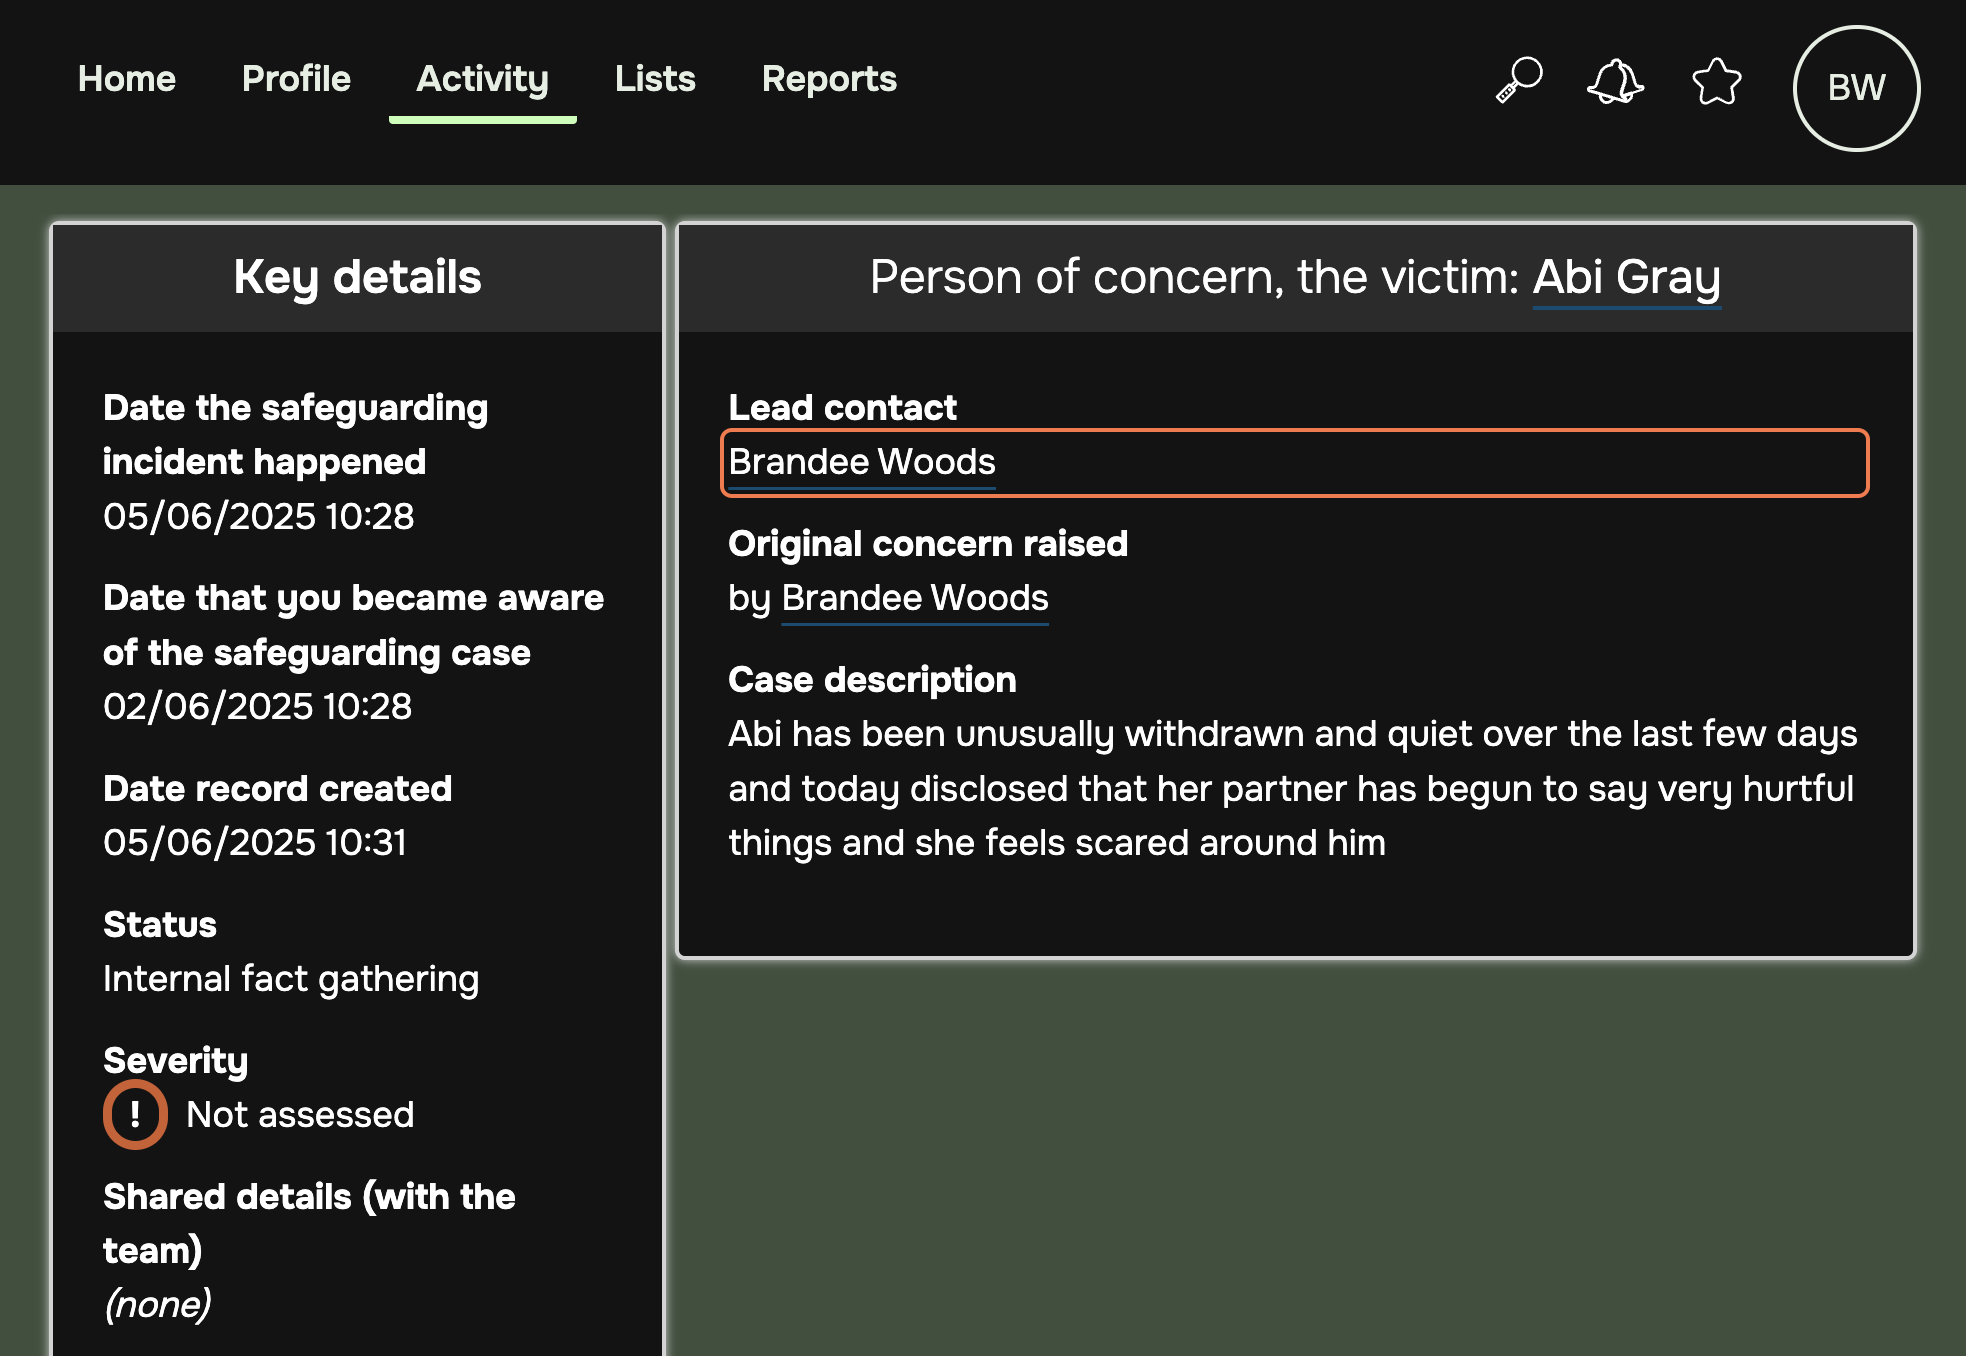 Home Profile Activity Lists Reports BW
Key details
Date the safeguarding
incident happened
05/06/2025 10:28
Date that you became aware
of the safeguarding case
02/06/2025 10:28
Date record created
05/06/2025 10:31
Status
Internal fact gathering
Severity
! Not assessed
Shared details (with the
team)
(none)
Person of concern, the victim: Abi Gray
Lead contact
Brandee Woods
Original concern raised
by Brandee Woods
Case description
Abi has been unusually withdrawn and quiet over the last few days
and today disclosed that her partner has begun to say very hurtful
things and she feels scared around him